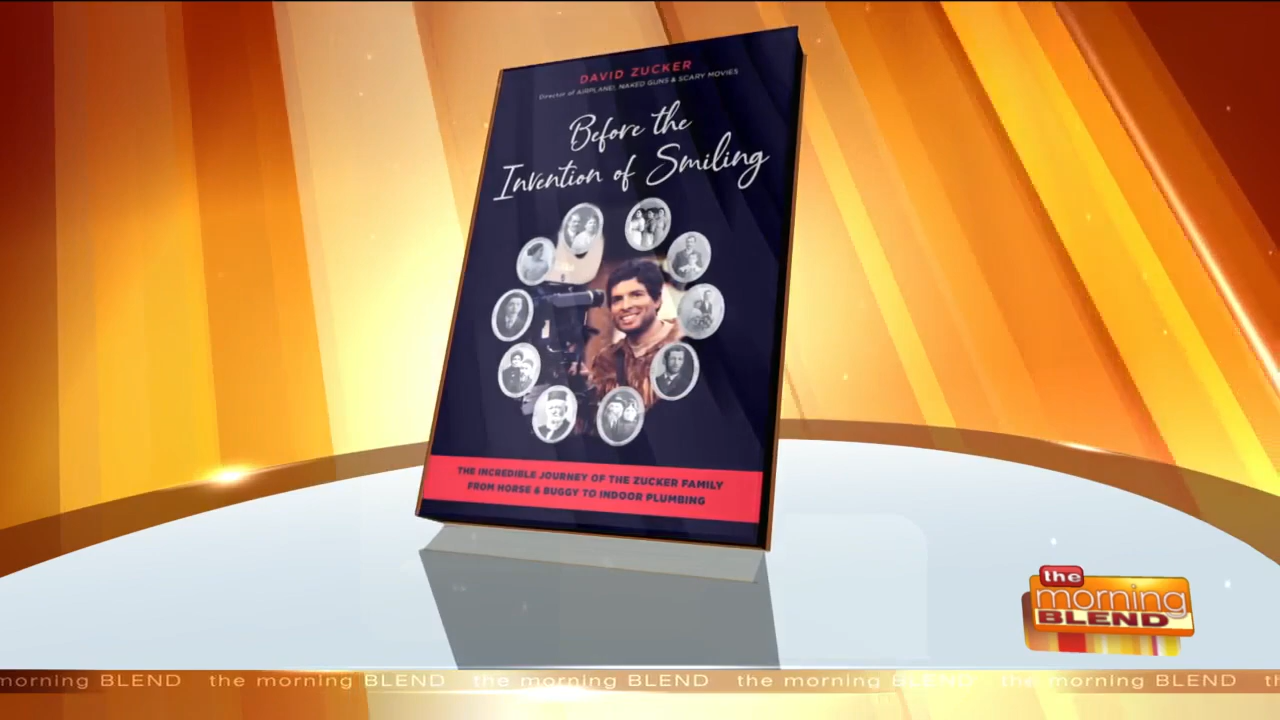 DAVID ZUCKER
Director of AIRPLANE!, NAKED GUNS & SCARY MOVIES
Before the
Invention of Smiling
THE INCREDIBLE JOURNEY OF THE ZUCKER FAMILY
FROM HORSE & BUGGY TO INDOOR PLUMBING
the
morning
BLEND
morning BLEND the morning BLEND the morning BLEND the morning BLEND the morning BLEND th